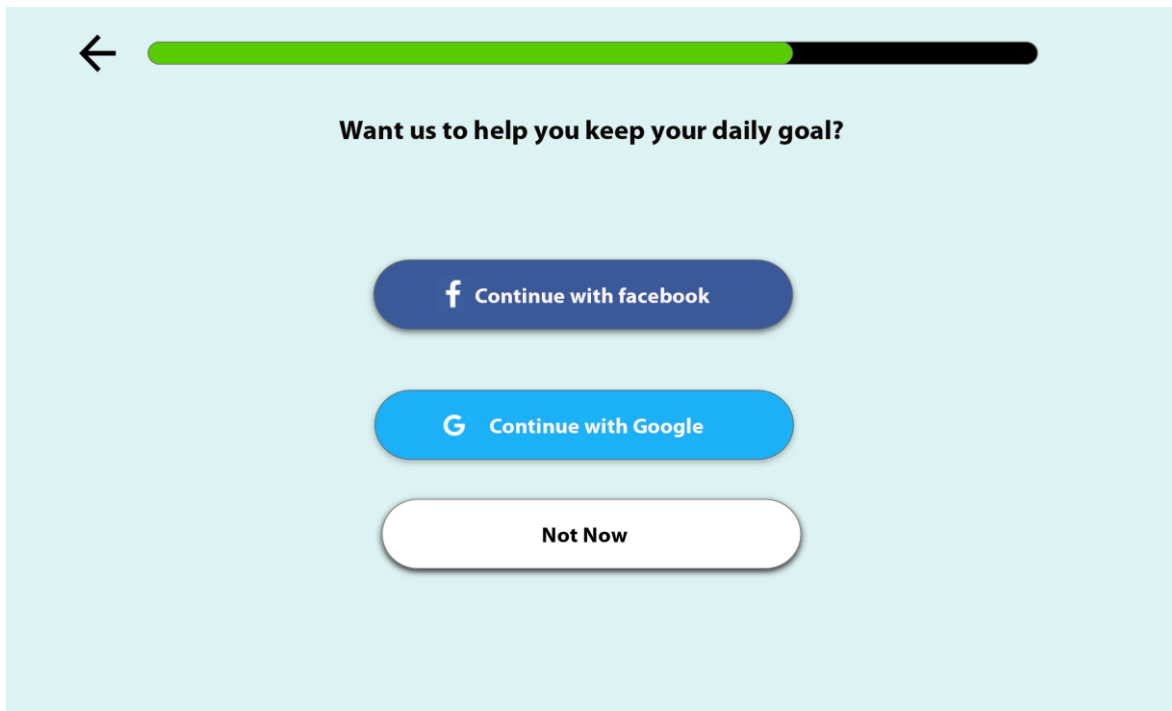 Want us to help you keep your daily goal?
f Continue with facebook
G Continue with Google
Not Now